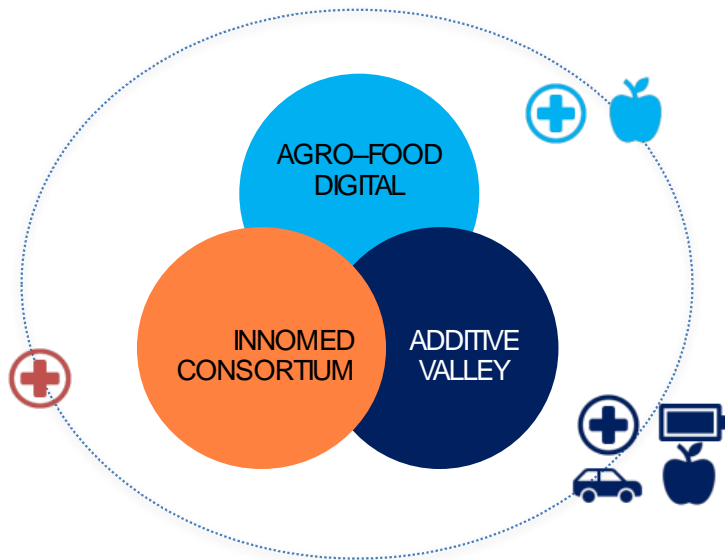 AGRO–FOOD
DIGITAL
INNOMED
CONSORTIUM
ADDITIVE
VALLEY